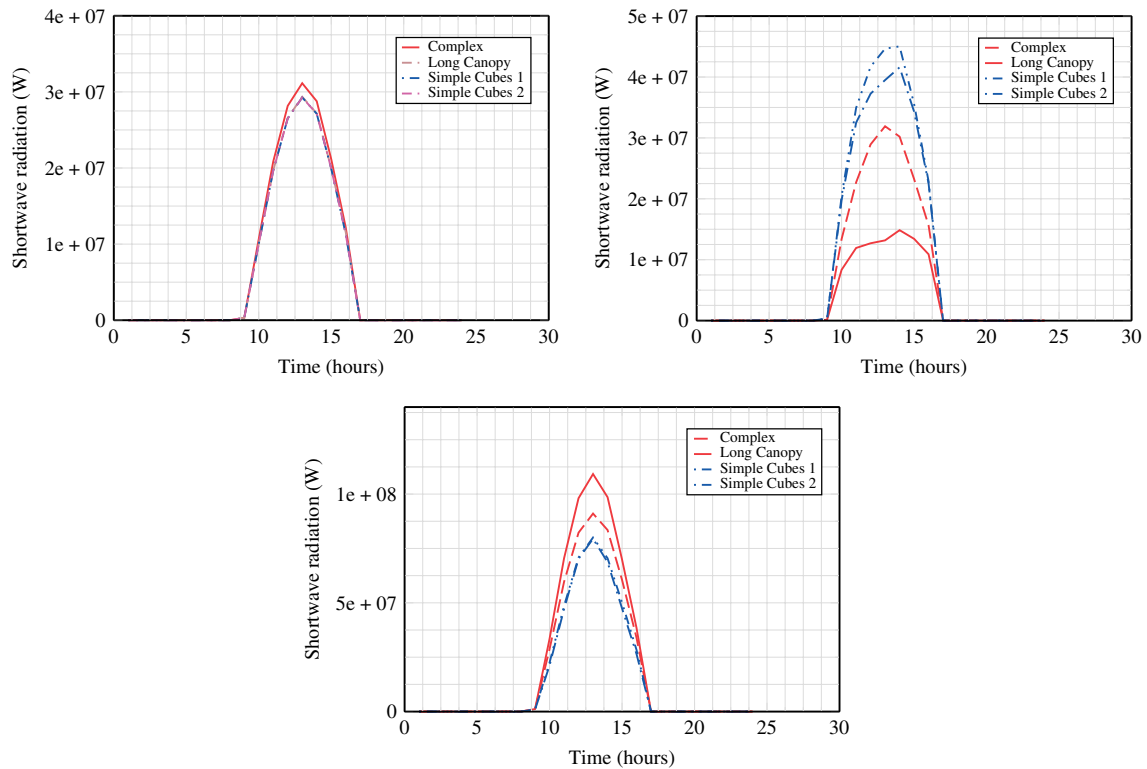 4e + 07
3e + 07
2e + 07
1e + 07
0
Shortwave radiation (W)
Complex
Long Canopy
Simple Cubes 1
Simple Cubes 2
0 5 10 15 20 25 30
Time (hours)
5e + 07
4e + 07
3e + 07
2e + 07
1e + 07
0
Shortwave radiation (W)
Complex
Long Canopy
Simple Cubes 1
Simple Cubes 2
0 5 10 15 20 25 30
Time (hours)
1e + 08
5e + 07
0
Shortwave radiation (W)
Complex
Long Canopy
Simple Cubes 1
Simple Cubes 2
0 5 10 15 20 25 30
Time (hours)